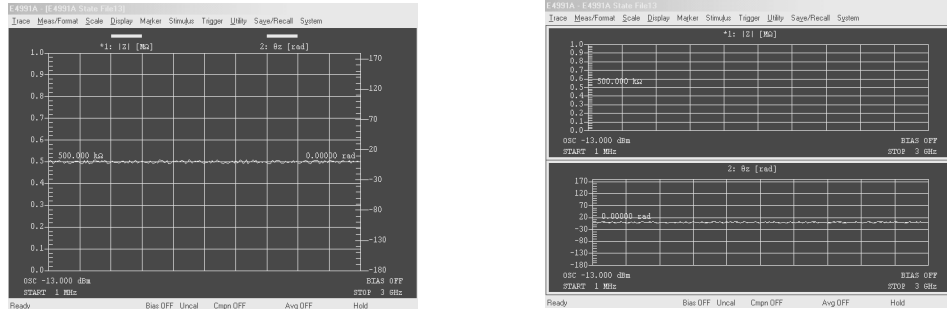 E4991A - [E4991A State File13]
Trace Meas/Format Scale Display Marker Stimulus Trigger Utility Save/Recall System
*1: |Z| [MΩ] 2: θz [rad]
1.0 170
0.9
120
0.8
0.7 70
0.6
500.000 kΩ 0.00000 rad 20
0.5
-30
0.4
0.3 -80
0.2
-130
0.1
0.0 -180
OSC -13.000 dBm BIAS OFF
START 1 MHz STOP 3 GHz
Ready Bias OFF Uncal Cmpn OFF Avg OFF Hold
E4991A - E4991A State File13
Trace Meas/Format Scale Display Marker Stimulus Trigger Utility Save/Recall System
*1: |Z| [MΩ]
1.0
0.9
0.8
0.7
0.6
0.5 500.000 kΩ
0.4
0.3
0.2
0.1
0.0
OSC -13.000 dBm BIAS OFF
START 1 MHz STOP 3 GHz
2: θz [rad]
170
120
70
20 0.00000 rad
-30
-80
-130
-180
OSC -13.000 dBm BIAS OFF
START 1 MHz STOP 3 GHz
Ready Bias OFF Uncal Cmpn OFF Avg OFF Hold